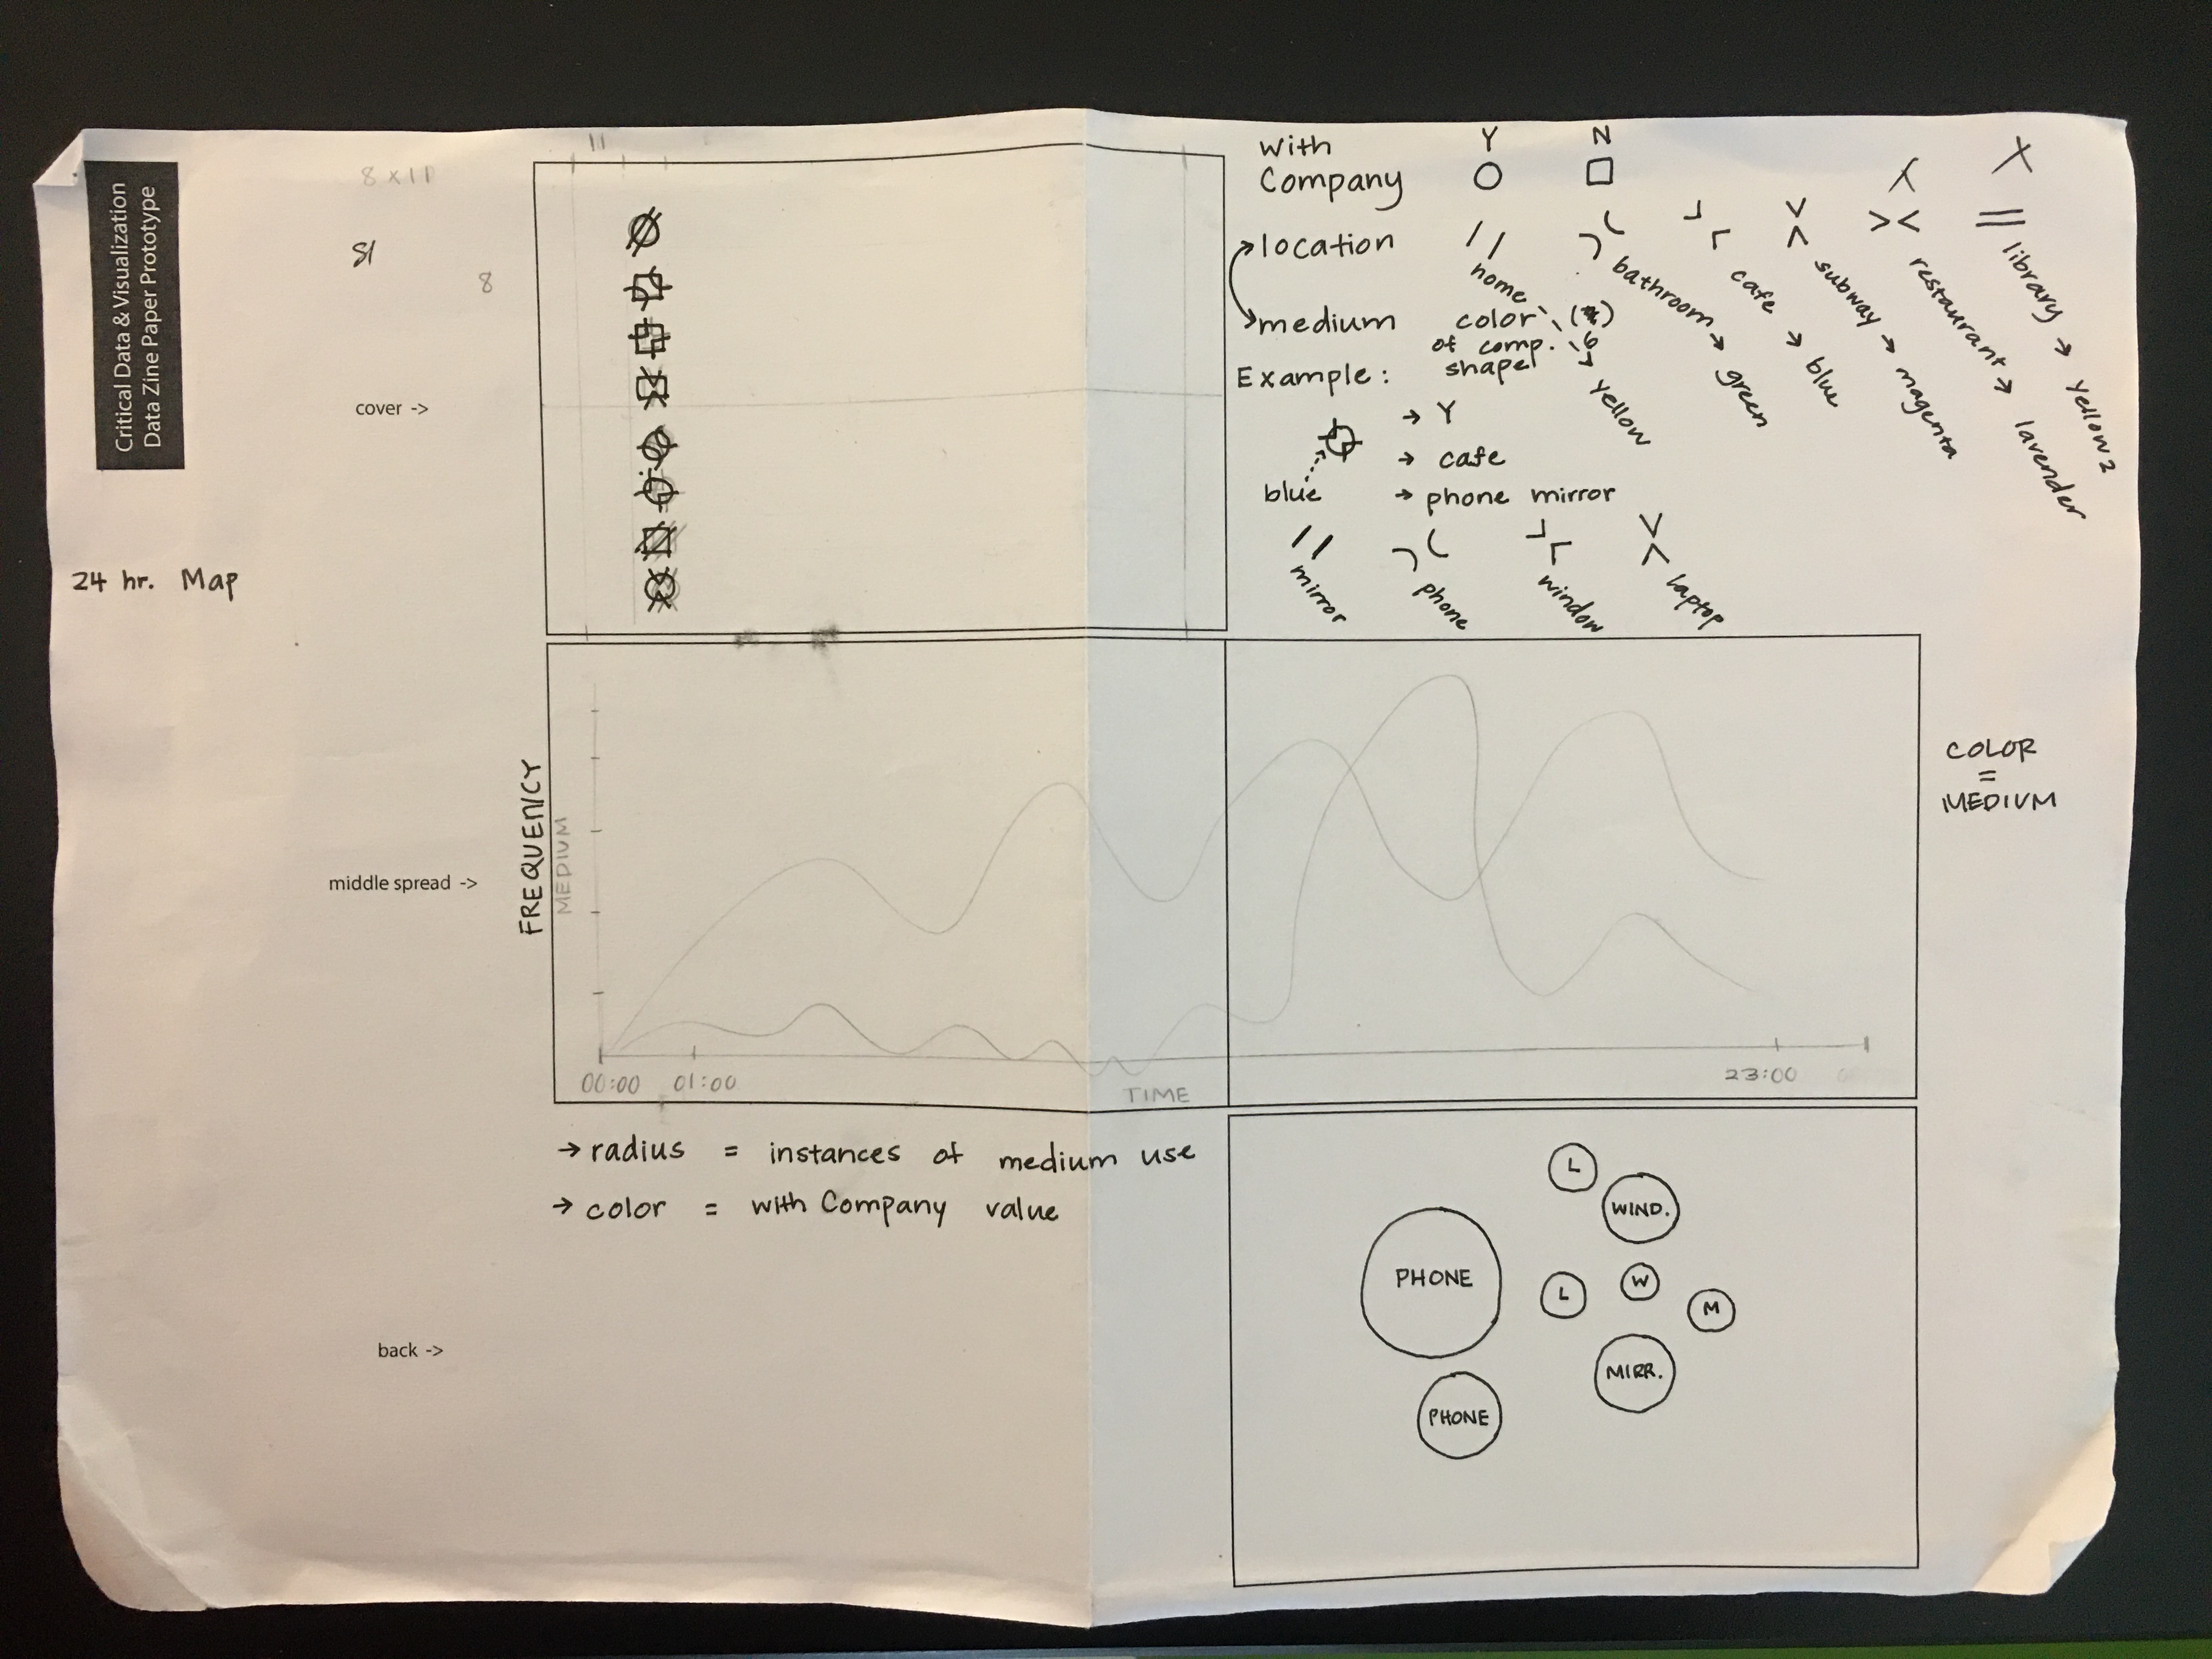 Critical Data & Visualization
Data Zine Paper Prototype
24 hr. Map
8 x 11
8
cover ->
11
with
Company
Y
N
location
home
bathroom
cafe
subway
restaurant
library
medium
color
of comp.
shape
yellow
green
blue
magenta
lavender
yellow 2
Example:
→ Y
→ cafe
→ phone mirror
blue
mirror
phone
window
laptop
middle spread ->
FREQUENCY
MEDIUM
00:00
01:00
TIME
23:00
COLOR
=
MEDIUM
→ radius = instances of medium use
→ color = with Company value
back ->
PHONE
PHONE
L
L
WIND.
W
MIRR.
M